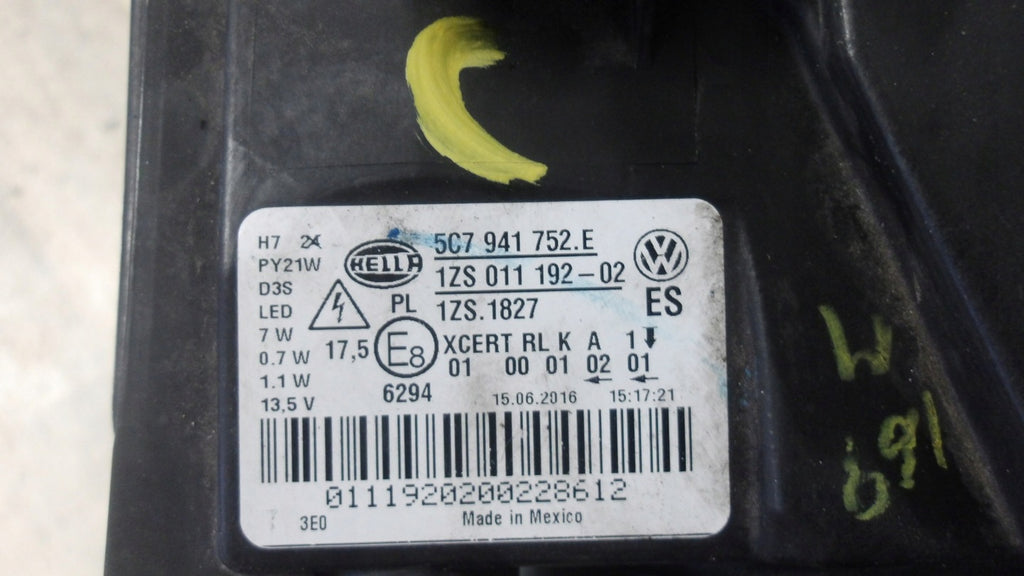 H7 2X
PY21W
D3S
LED
7 W
0.7 W
1.1 W
13,5 V
HELLA
5C7 941 752.E
1ZS 011 192-02
1ZS.1827
VW
ES
PL
17,5
E8
6294
XCERT RL K A 1
01 00 01 02 01
15.06.2016 15:17:21
0111920200228612
3E0
Made in Mexico
W